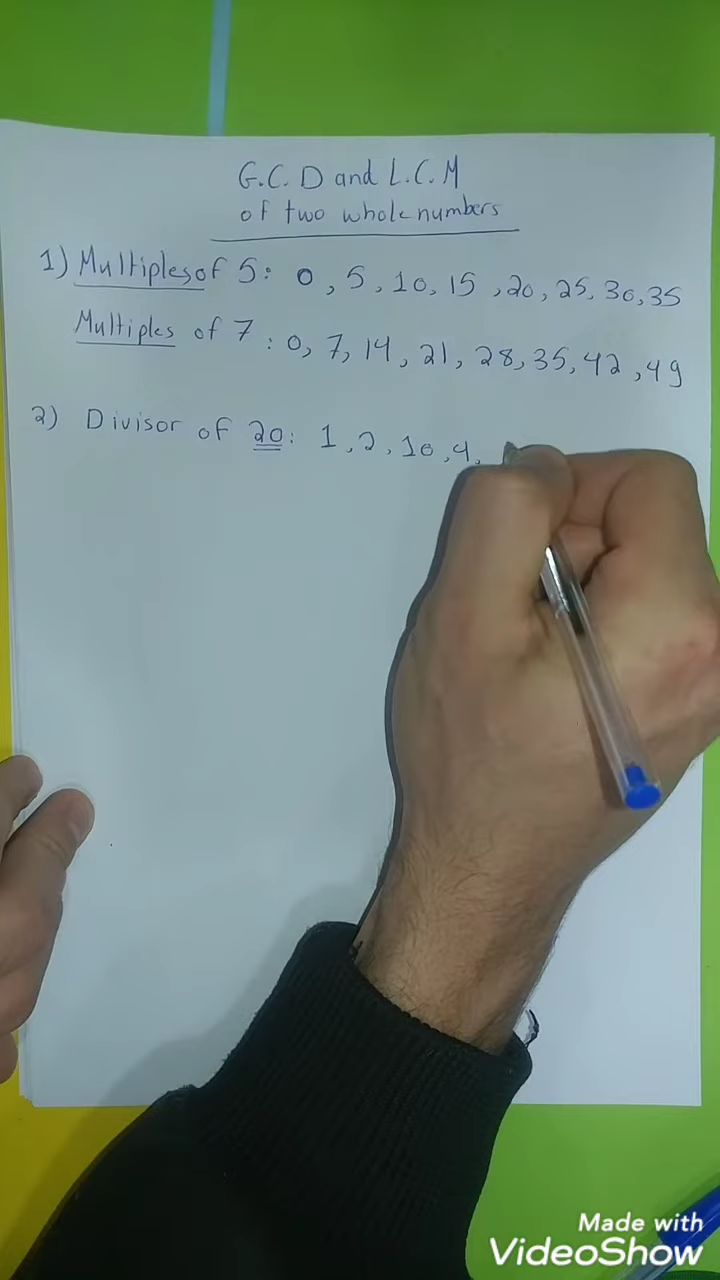 G.C.D and L.C.M
of two whole numbers
1) Multiples of 5: 0, 5, 10, 15, 20, 25, 30, 35
Multiples of 7: 0, 7, 14, 21, 28, 35, 42, 49
2) Divisor of 20: 1, 2, 10, 4,
Made with
VideoShow